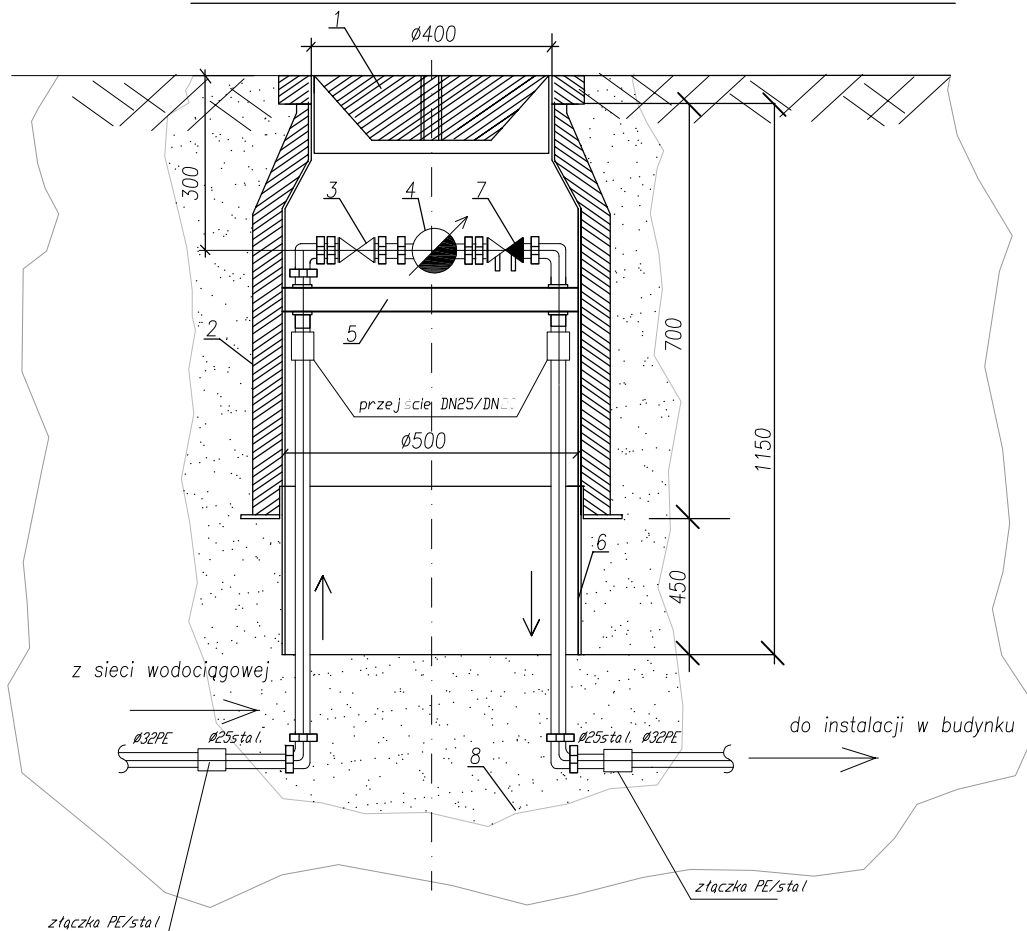 1
ø400
300
3
4
7
2
5
700
przejście DN25/DN
ø500
1150
6
450
z sieci wodociągowej
ø32PE
ø25stal.
ø25stal.
ø32PE
do instalacji w budynku
8
złączka PE/stal
złączka PE/stal